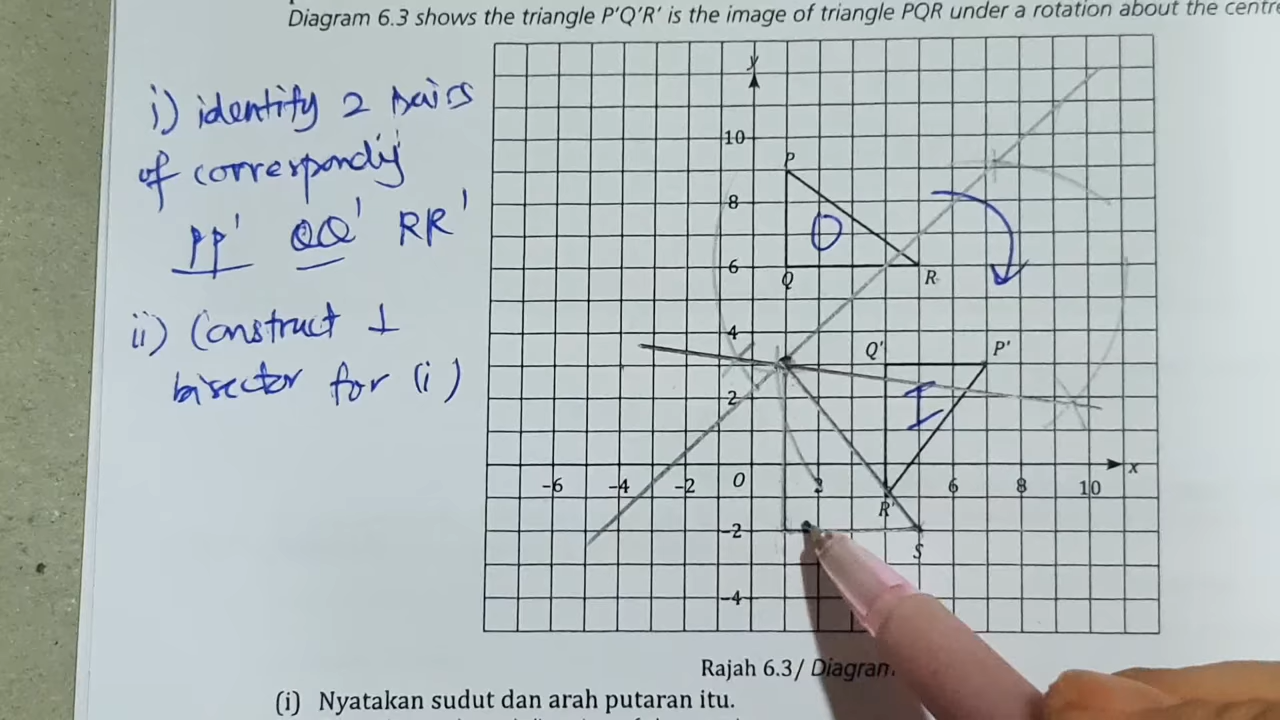 Diagram 6.3 shows the triangle P'Q'R' is the image of triangle PQR under a rotation about the centre
i) identify 2 pairs
of correspondij
PP' QQ' RR'
ii) Construct ⊥
bisector for (i)
y
10
P
8
O
6
Q R
4
Q' P'
2
I
O
x
-6 -4 -2 2 6 8 10
R'
-2
S
-4
Rajah 6.3/ Diagram
(i) Nyatakan sudut dan arah putaran itu.